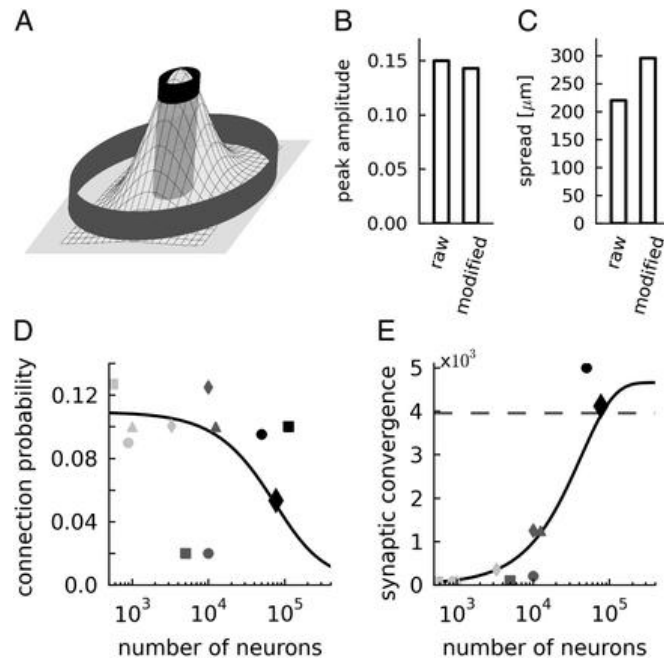 A
B
peak amplitude
0.15
0.10
0.05
0.00
raw
modified
C
spread [μm]
300
250
200
150
100
50
0
raw
modified
D
connection probability
0.12
0.08
0.04
0.0
10³
10⁴
10⁵
number of neurons
E
synaptic convergence
x10³
5
4
3
2
1
0
10³
10⁴
10⁵
number of neurons